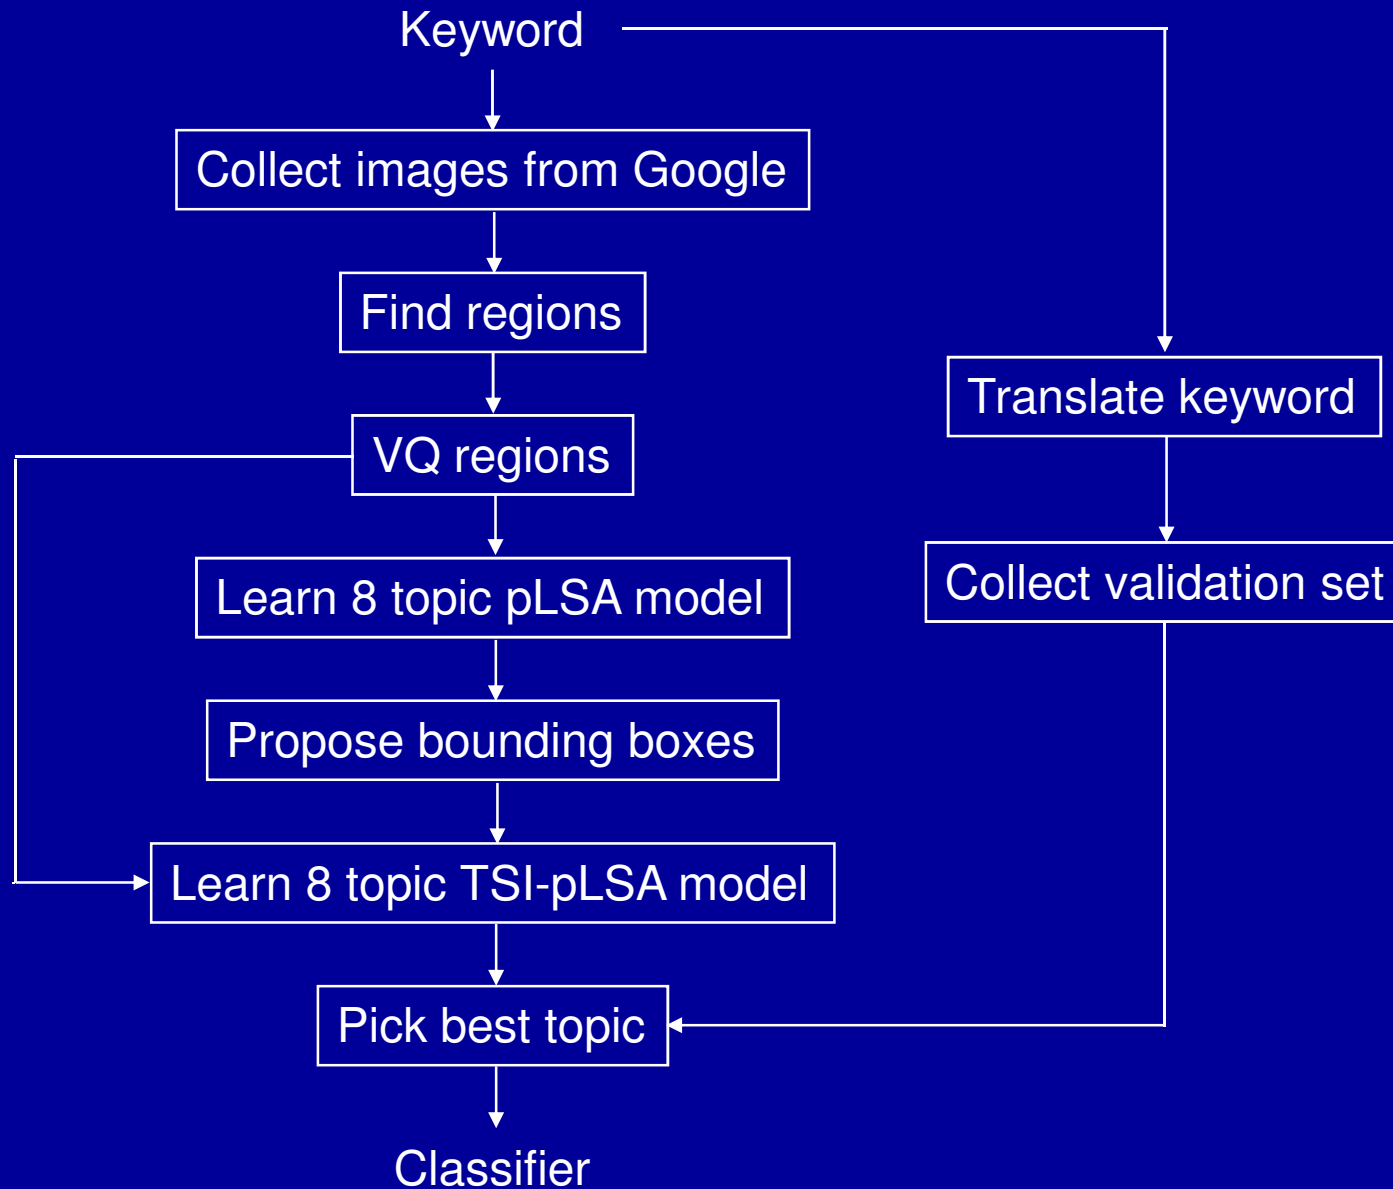 Keyword
Collect images from Google
Find regions
VQ regions
Learn 8 topic pLSA model
Propose bounding boxes
Learn 8 topic TSI-pLSA model
Pick best topic
Classifier
Translate keyword
Collect validation set